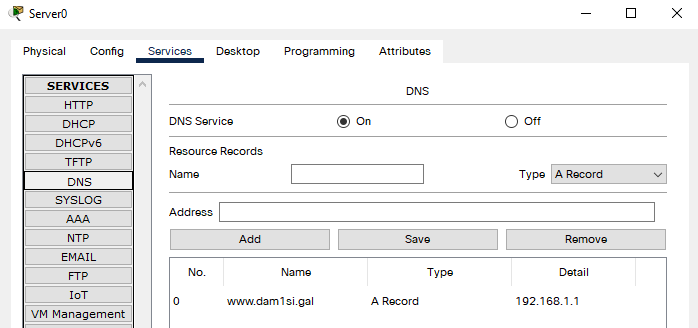 Server0
Physical Config Services Desktop Programming Attributes
SERVICES
HTTP
DHCP
DHCPv6
TFTP
DNS
SYSLOG
AAA
NTP
EMAIL
FTP
IoT
VM Management
DNS
DNS Service On Off
Resource Records
Name Type A Record
Address
Add Save Remove
No. Name Type Detail
0 www.dam1si.gal A Record 192.168.1.1